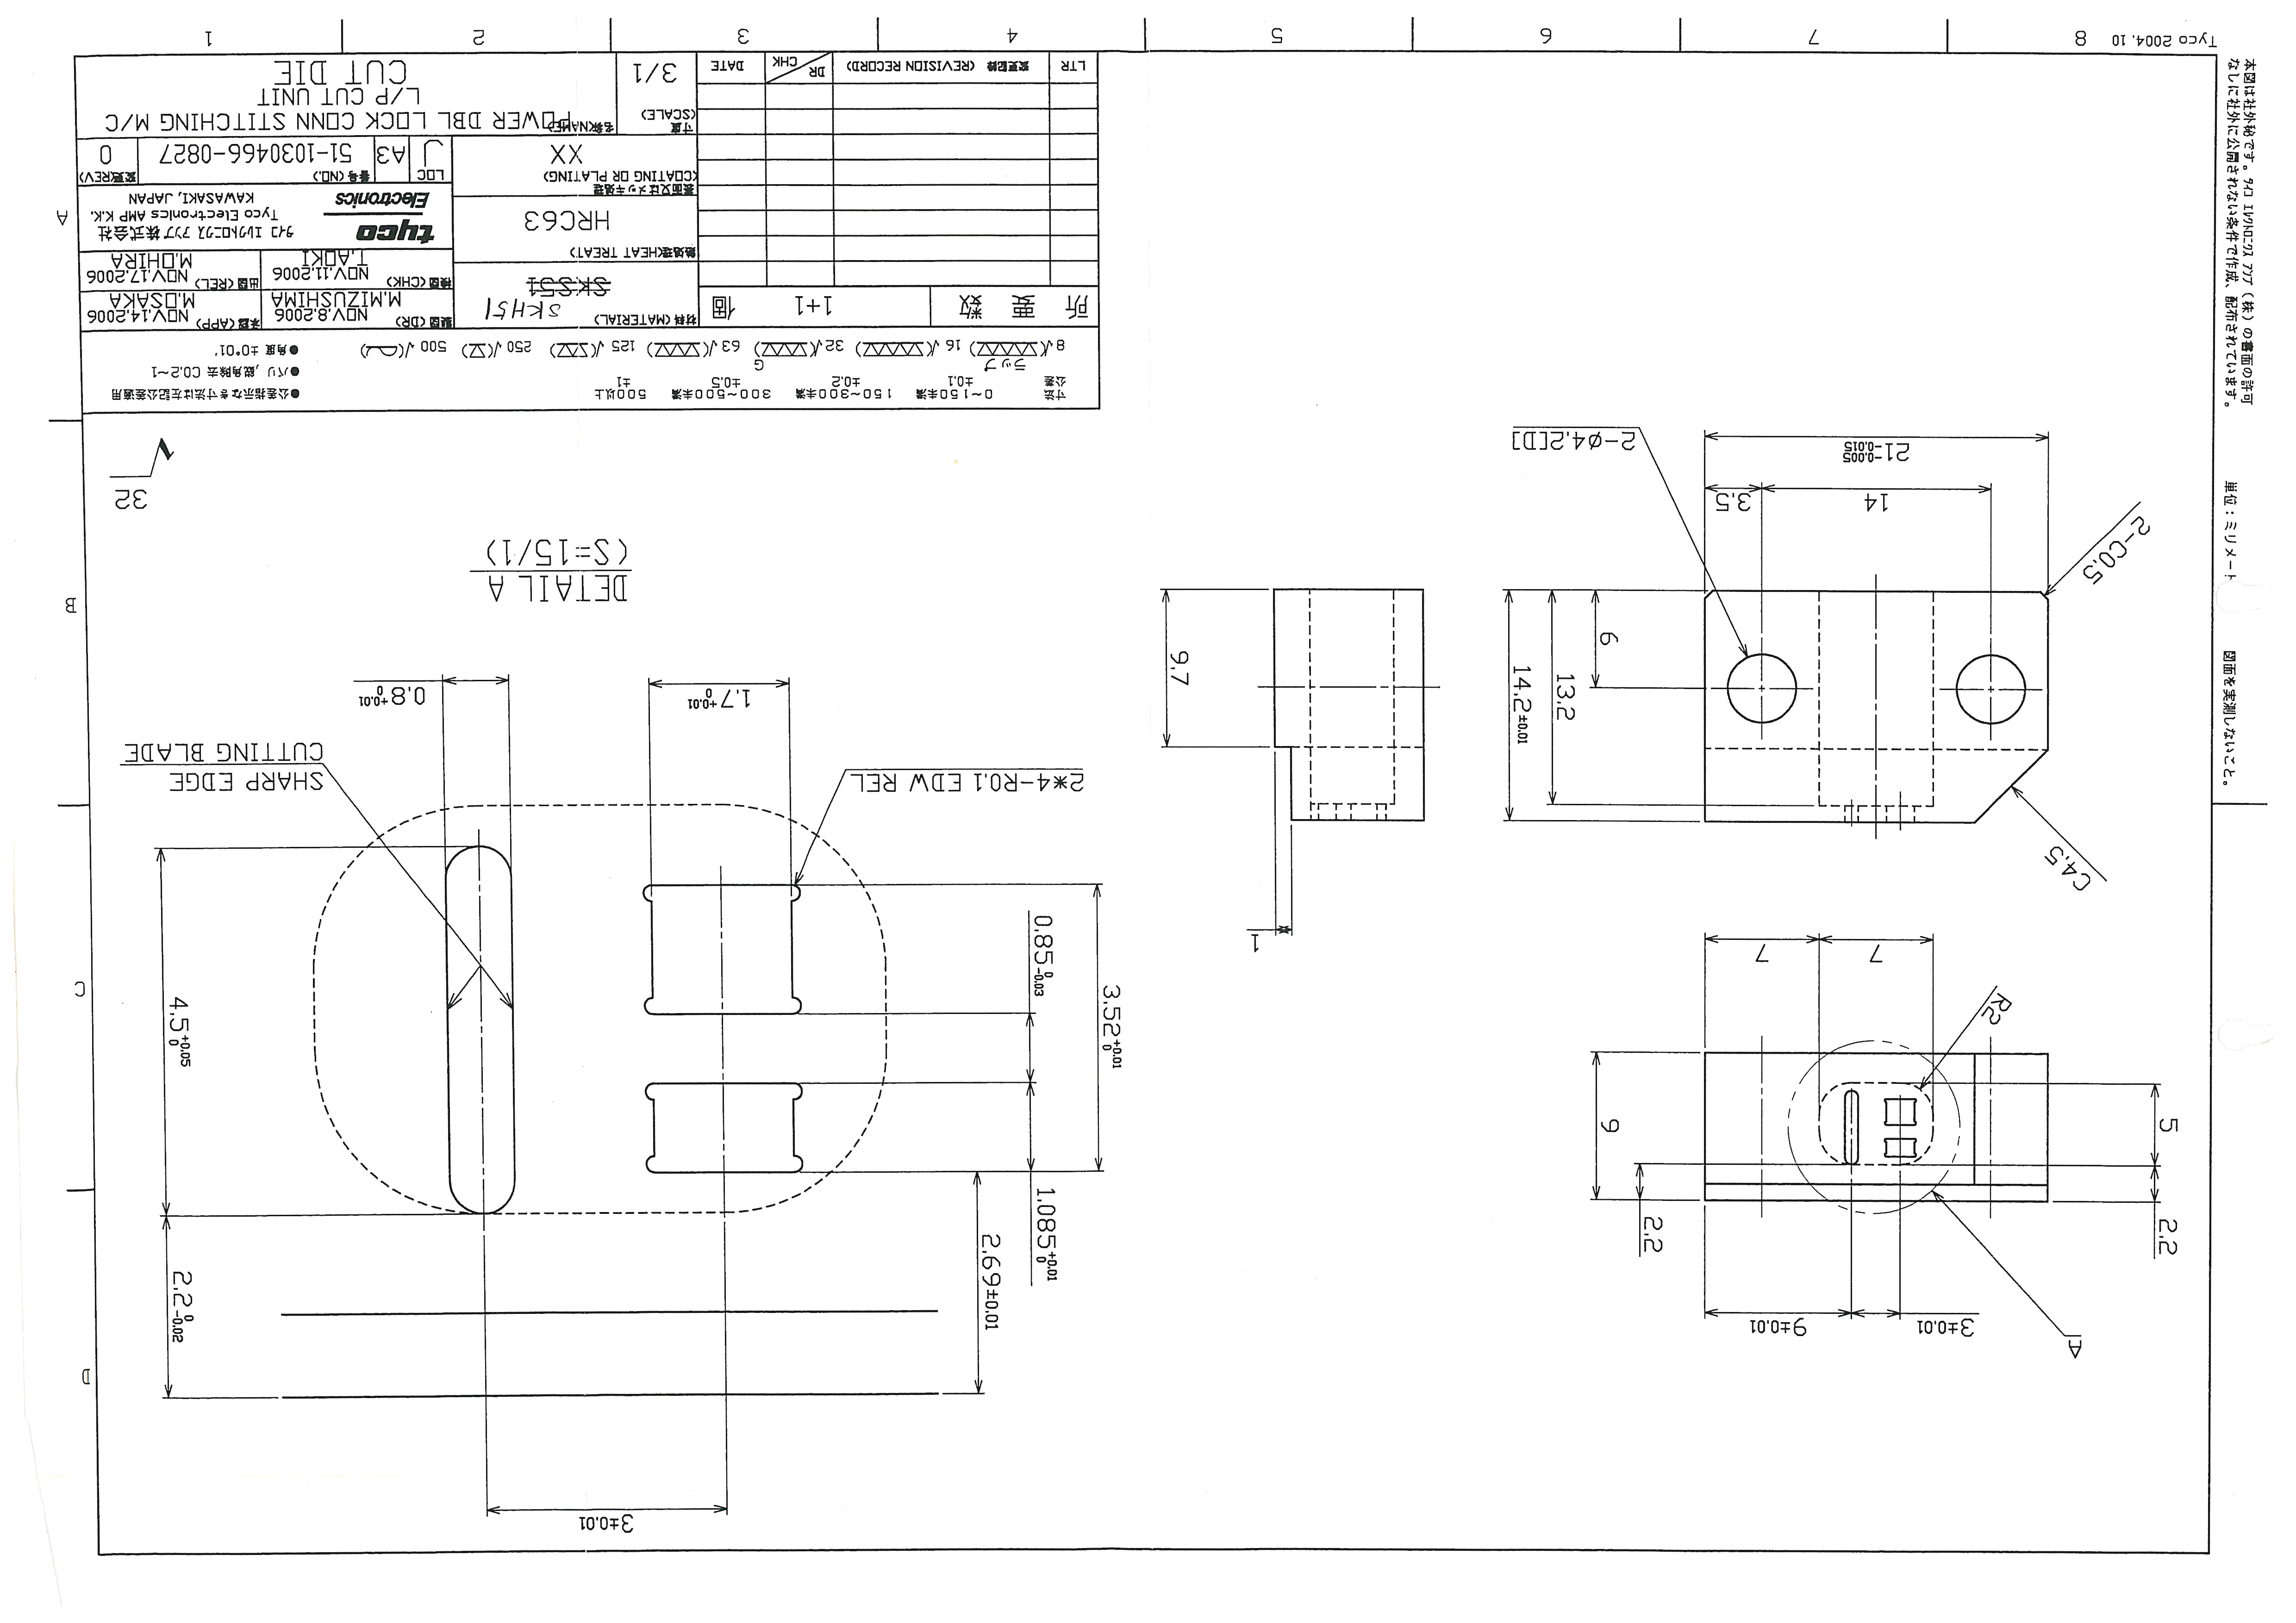 A
3±0.01
9±0.01
2.2
2.2
5
9
R2
7
7
1
C4.5
13.2
14.2±0.01
6
9.7
2-C0.5
14
3.5
21-0.005
-0.015
2-ø4.2[D]
3±0.01
2.69±0.01
2.2 0
-0.02
1.085+0.01
0
3.52+0.01
0
0.85 0
-0.03
4.5+0.05
0
2*4-R0.1 EDW REL
SHARP EDGE
CUTTING BLADE
1.7+0.01
0
0.8+0.01
0
DETAIL A
(S=15/1)
32
D
C
B
A
図面を実測しないこと。
単位:ミリメート
本図は社外秘です。タイコ エレクトロニクス アンプ(株)の書面の許可
なしに社外に公開されない条件で作成、配布されています。
寸法 0~150未満 150~300未満 300~500未満 500以上
公差 ±0.1 ±0.2 ±0.5 ±1
ラップ G
8 16 32 63 125 250 500
●公差指示なき寸法は左記公差適用
●バリ,鋭角除去 C0.2~1
●角度 ±0°01'
所要数 1+1 個
材料(MATERIAL)
SKH51
SKS51
熱処理(HEAT TREAT)
HRC63
表面又はメッキ処理
(COATING OR PLATING)
XX
製図(DR) NOV.8.2006
M.MIZUSHIMA
承認(APP) NOV.14.2006
M.OSAKA
検図(CHK) NOV.11.2006
T.AOKI
出図(REL) NOV.17.2006
M.OHIRA
tyco
Electronics
タイコ エレクトロニクス アンプ 株式会社
Tyco Electronics AMP K.K.
KAWASAKI, JAPAN
LOC
J
A3
番号(NO.)
51-1030466-0827
変更(REV)
0
寸度
(SCALE)
3/1
名称(NAME)
POWER DBL LOCK CONN STITCHING M/C
L/P CUT UNIT
CUT DIE
LTR 変更記録 (REVISION RECORD) DR/CHK DATE
Tyco 2004.10
8 7 6 5 4 3 2 1